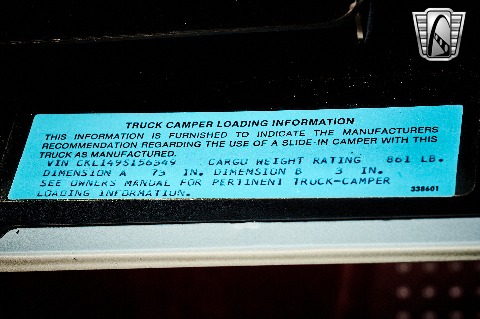 TRUCK CAMPER LOADING INFORMATION
THIS INFORMATION IS FURNISHED TO INDICATE THE MANUFACTURERS
RECOMMENDATION REGARDING THE USE OF A SLIDE-IN CAMPER WITH THIS
TRUCK AS MANUFACTURED.
VIN CKL149S156549 CARGO WEIGHT RATING 861 LB.
DIMENSION A 73 IN. DIMENSION B 3 IN.
SEE OWNERS MANUAL FOR PERTINENT TRUCK-CAMPER
LOADING INFORMATION.
338601